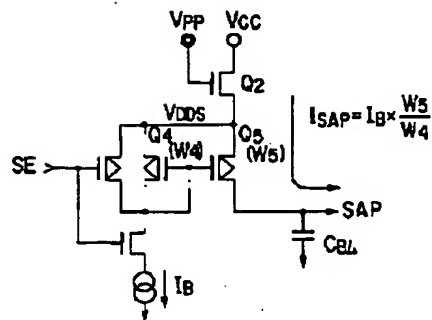 VPP VCC
Q2
VDDS
Q4 Q5
(W4) (W5)
ISAP=IB×W5/W4
SE
SAP
CBL
IB